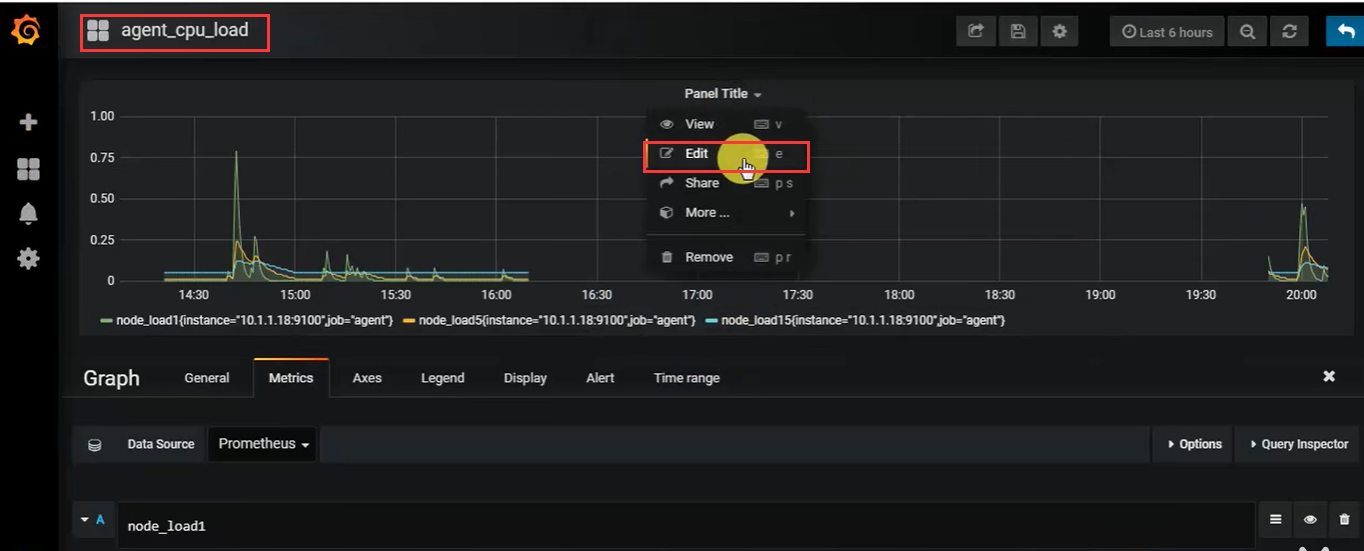 agent_cpu_load
Last 6 hours
Panel Title
View v
Edit e
Share p s
More ...
Remove p r
1.00
0.75
0.50
0.25
0
14:30 15:00 15:30 16:00 16:30 17:00 17:30 18:00 18:30 19:00 19:30 20:00
node_load1{instance="10.1.1.18:9100",job="agent"} node_load5{instance="10.1.1.18:9100",job="agent"} node_load15{instance="10.1.1.18:9100",job="agent"}
Graph General Metrics Axes Legend Display Alert Time range
Data Source Prometheus Options Query Inspector
A node_load1